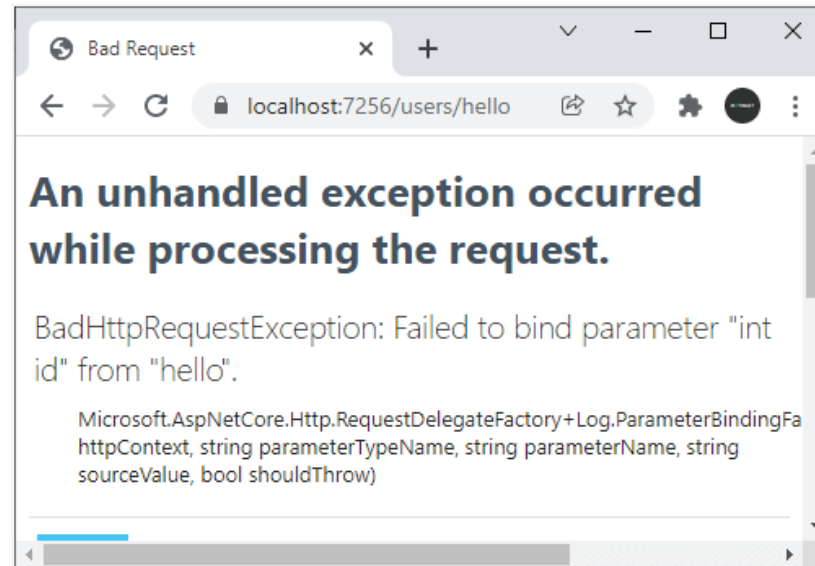 Bad Request
localhost:7256/users/hello
An unhandled exception occurred
while processing the request.
BadHttpRequestException: Failed to bind parameter "int
id" from "hello".
Microsoft.AspNetCore.Http.RequestDelegateFactory+Log.ParameterBindingFa
httpContext, string parameterTypeName, string parameterName, string
sourceValue, bool shouldThrow)